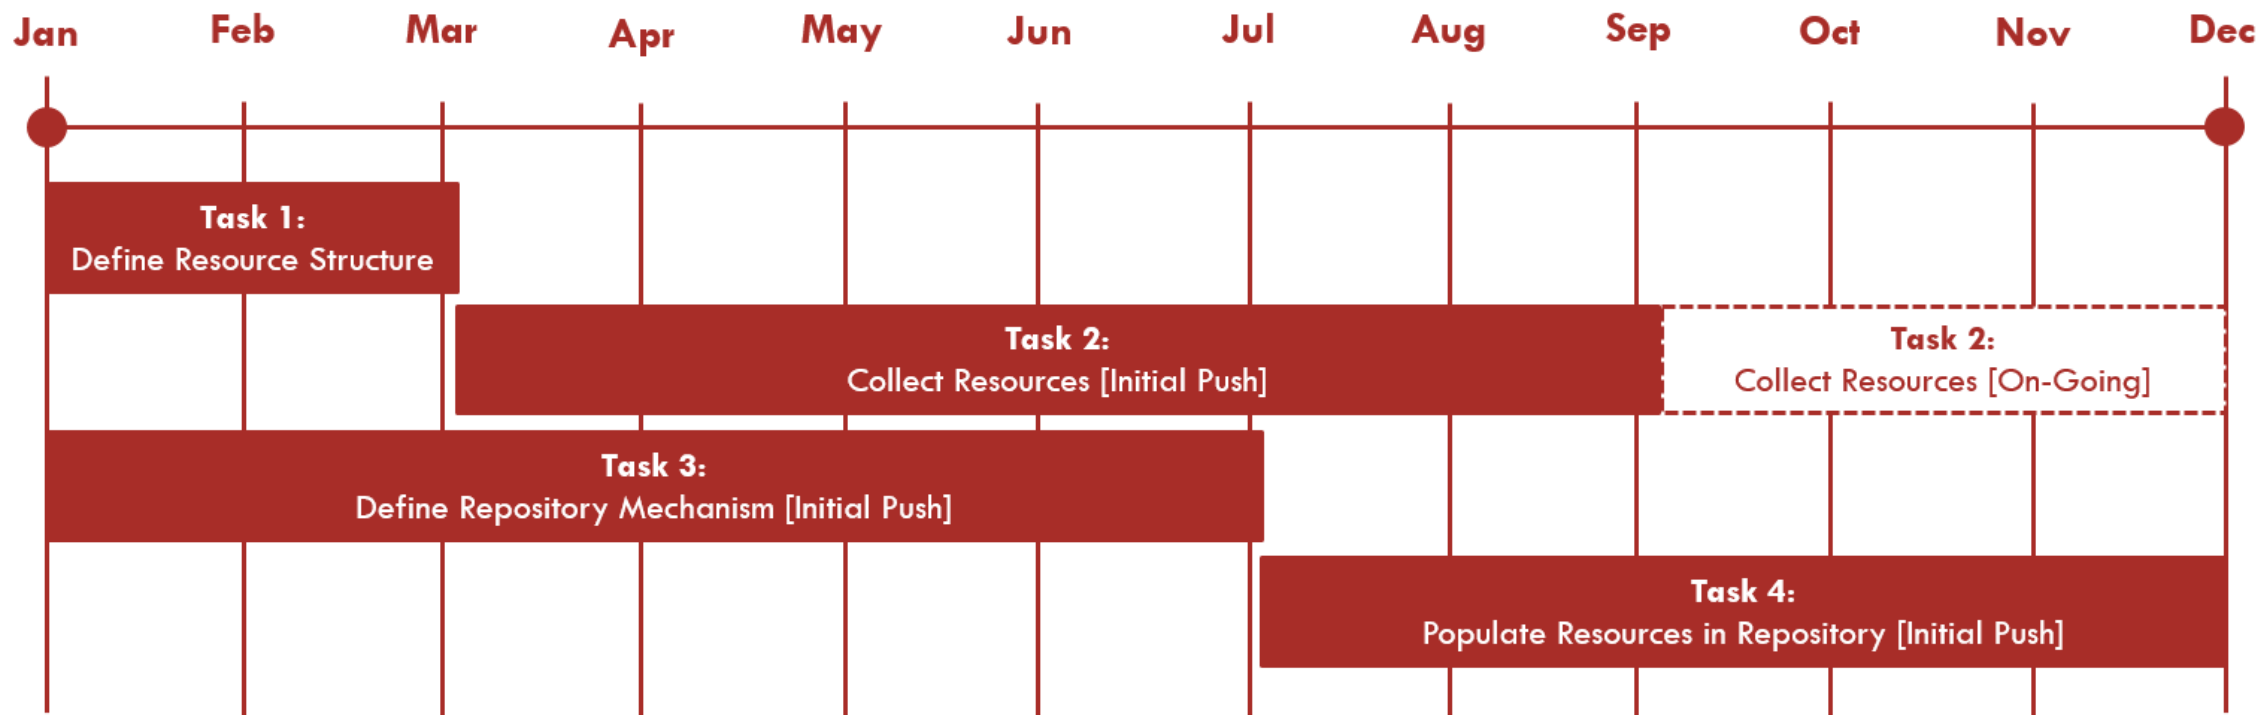 Jan Feb Mar Apr May Jun Jul Aug Sep Oct Nov Dec
Task 1:
Define Resource Structure
Task 2:
Collect Resources [Initial Push]
Task 2:
Collect Resources [On-Going]
Task 3:
Define Repository Mechanism [Initial Push]
Task 4:
Populate Resources in Repository [Initial Push]